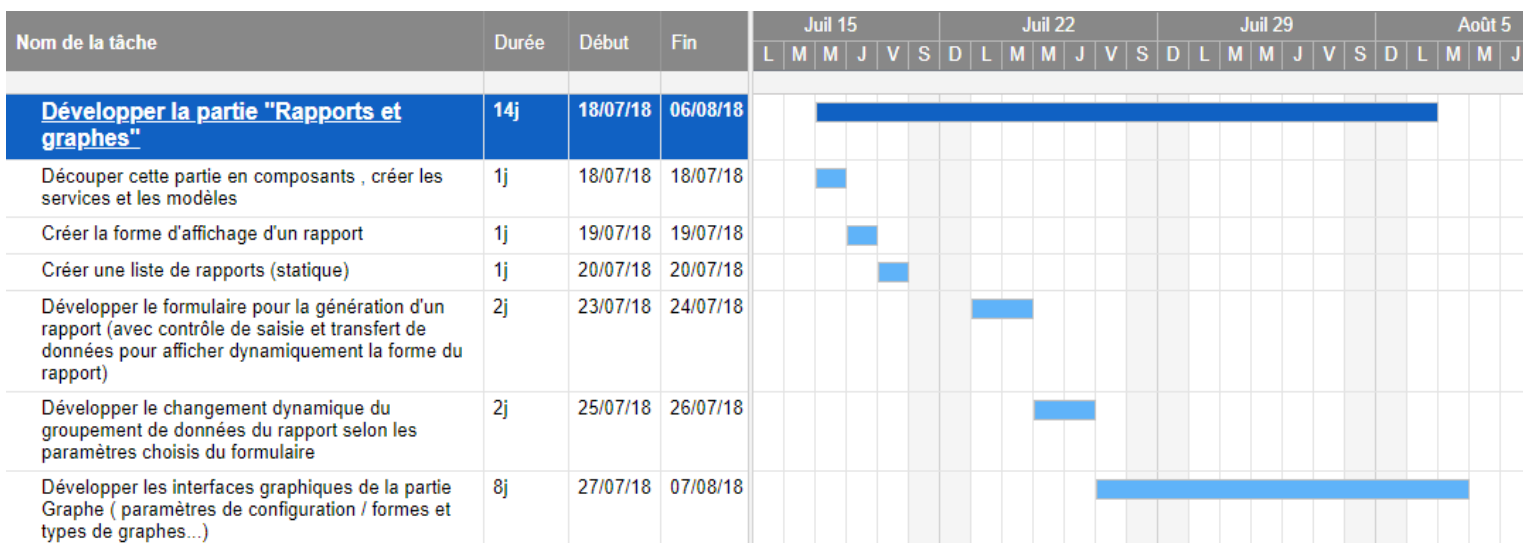 Nom de la tâche Durée Début Fin Juil 15 Juil 22 Juil 29 Août 5
L M M J V S D L M M J V S D L M M J V S D L M M J
Développer la partie "Rapports et 14j 18/07/18 06/08/18
graphes"
Découper cette partie en composants , créer les 1j 18/07/18 18/07/18
services et les modèles
Créer la forme d'affichage d'un rapport 1j 19/07/18 19/07/18
Créer une liste de rapports (statique) 1j 20/07/18 20/07/18
Développer le formulaire pour la génération d'un 2j 23/07/18 24/07/18
rapport (avec contrôle de saisie et transfert de
données pour afficher dynamiquement la forme du
rapport)
Développer le changement dynamique du 2j 25/07/18 26/07/18
groupement de données du rapport selon les
paramètres choisis du formulaire
Développer les interfaces graphiques de la partie 8j 27/07/18 07/08/18
Graphe ( paramètres de configuration / formes et
types de graphes...)